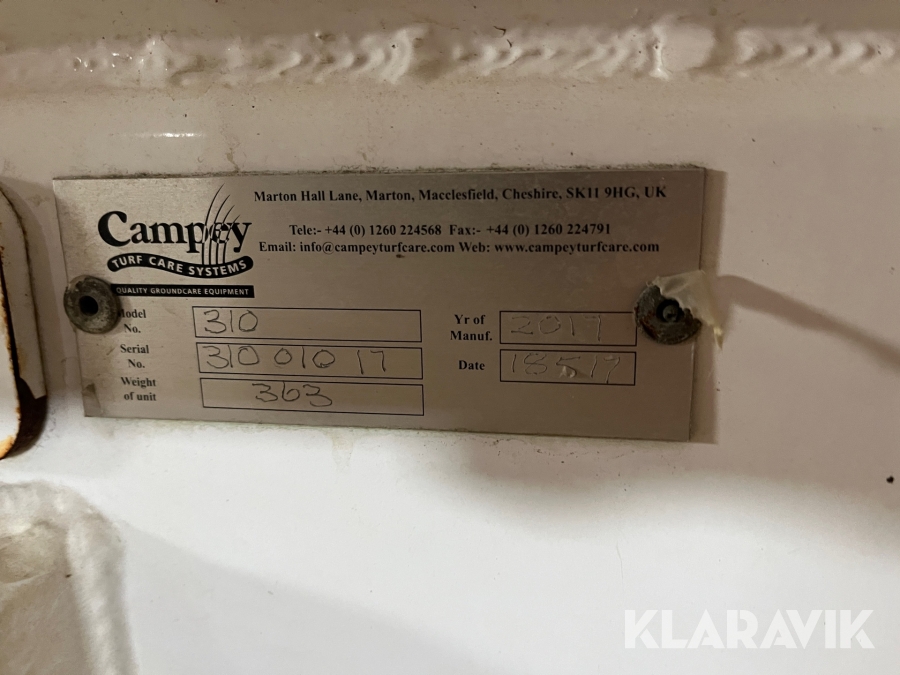 Marton Hall Lane, Marton, Macclesfield, Cheshire, SK11 9HG, UK
Campey
TURF CARE SYSTEMS
QUALITY GROUNDCARE EQUIPMENT
Tele:- +44 (0) 1260 224568 Fax:- +44 (0) 1260 224791
Email: info@campeyturfcare.com Web: www.campeyturfcare.com
Model No. 310
Serial No. 310 010 17
Weight of unit 363
Yr of Manuf. 2017
Date 18 5 17
KLARAVIK